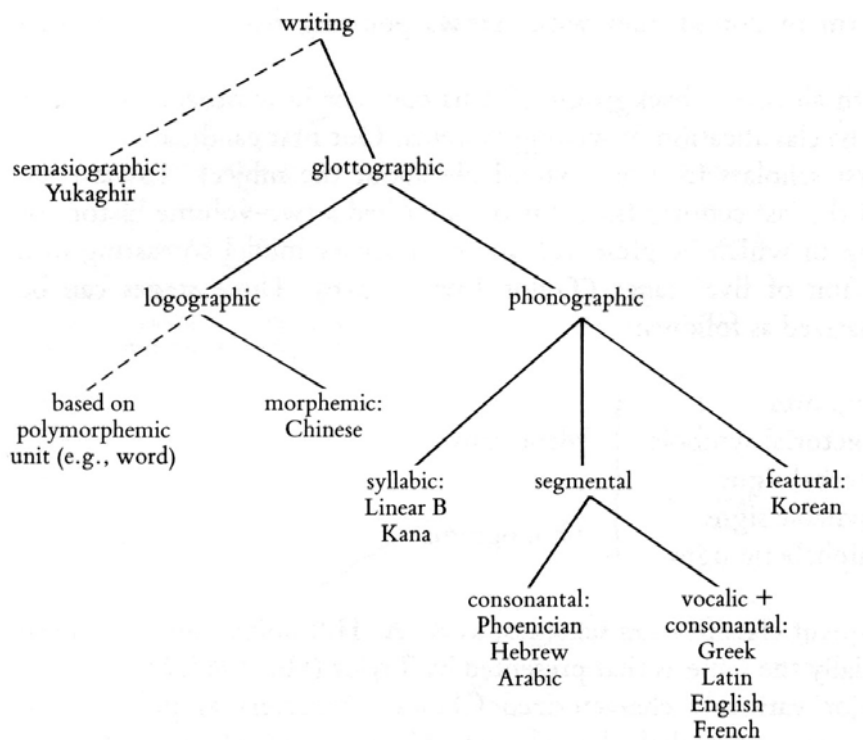 writing
semasiographic:
Yukaghir
glottographic
logographic
phonographic
based on
polymorphemic
unit (e.g., word)
morphemic:
Chinese
syllabic:
Linear B
Kana
segmental
featural:
Korean
consonantal:
Phoenician
Hebrew
Arabic
vocalic +
consonantal:
Greek
Latin
English
French